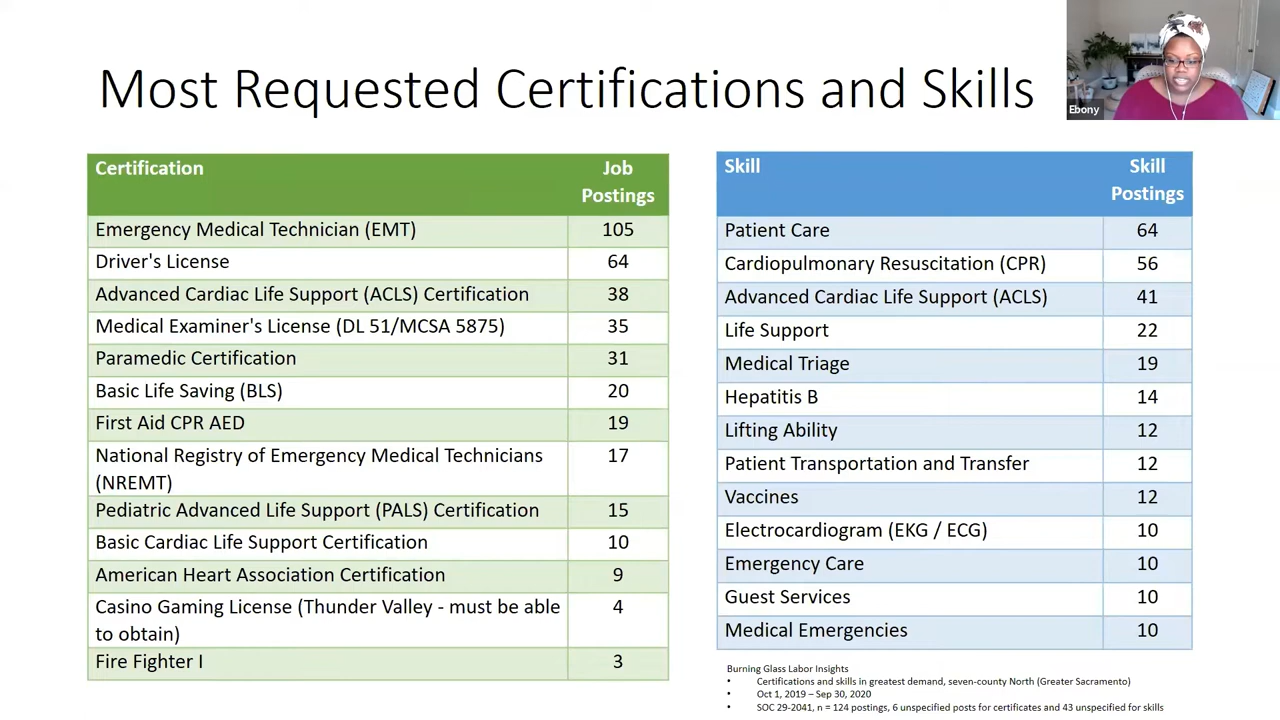 Most Requested Certifications and Skills
Ebony
Certification
Job
Postings
Emergency Medical Technician (EMT) 105
Driver's License 64
Advanced Cardiac Life Support (ACLS) Certification 38
Medical Examiner's License (DL 51/MCSA 5875) 35
Paramedic Certification 31
Basic Life Saving (BLS) 20
First Aid CPR AED 19
National Registry of Emergency Medical Technicians 17
(NREMT)
Pediatric Advanced Life Support (PALS) Certification 15
Basic Cardiac Life Support Certification 10
American Heart Association Certification 9
Casino Gaming License (Thunder Valley - must be able 4
to obtain)
Fire Fighter I 3
Skill
Skill
Postings
Patient Care 64
Cardiopulmonary Resuscitation (CPR) 56
Advanced Cardiac Life Support (ACLS) 41
Life Support 22
Medical Triage 19
Hepatitis B 14
Lifting Ability 12
Patient Transportation and Transfer 12
Vaccines 12
Electrocardiogram (EKG / ECG) 10
Emergency Care 10
Guest Services 10
Medical Emergencies 10
Burning Glass Labor Insights
• Certifications and skills in greatest demand, seven-county North (Greater Sacramento)
• Oct 1, 2019 – Sep 30, 2020
• SOC 29-2041, n = 124 postings, 6 unspecified posts for certificates and 43 unspecified for skills